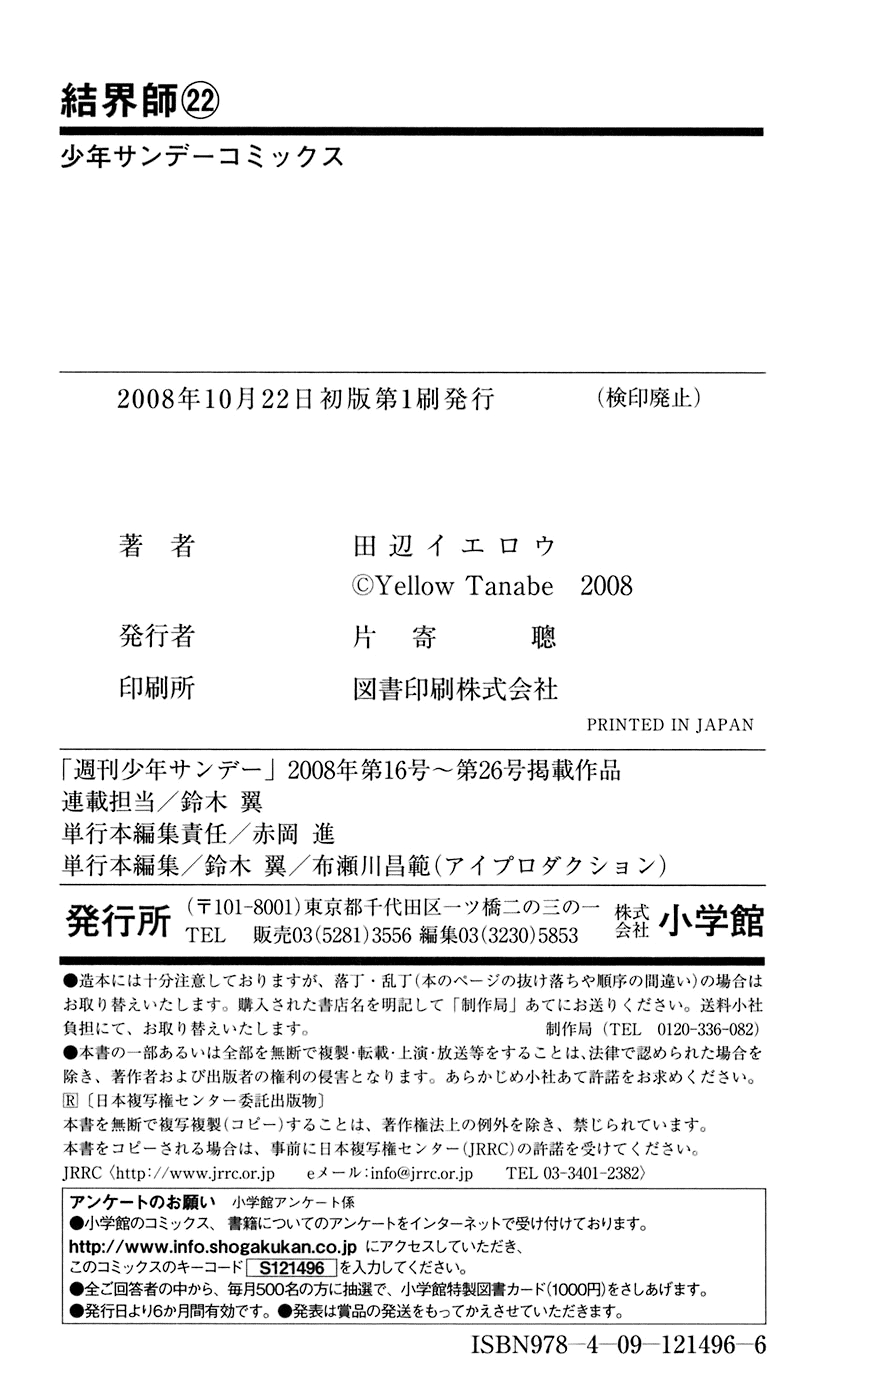 結界師㉒
少年サンデーコミックス
2008年10月22日初版第1刷発行 （検印廃止）
著 者 田辺イエロウ
©Yellow Tanabe 2008
発行者 片寄 聰
印刷所 図書印刷株式会社
PRINTED IN JAPAN
「週刊少年サンデー」2008年第16号～第26号掲載作品
連載担当／鈴木 翼
単行本編集責任／赤岡 進
単行本編集／鈴木 翼／布瀬川昌範(アイプロダクション)
発行所 (〒101-8001)東京都千代田区一ツ橋二の三の一 株式会社 小学館
TEL 販売03(5281)3556 編集03(3230)5853
●造本には十分注意しておりますが、落丁・乱丁(本のページの抜け落ちや順序の間違い)の場合は
お取り替えいたします。購入された書店名を明記して「制作局」あてにお送りください。送料小社
負担にて、お取り替えいたします。 制作局（TEL 0120-336-082）
●本書の一部あるいは全部を無断で複製・転載・上演・放送等をすることは、法律で認められた場合を
除き、著作者および出版者の権利の侵害となります。あらかじめ小社あて許諾をお求めください。
🅁〔日本複写権センター委託出版物〕
本書を無断で複写複製(コピー)することは、著作権法上の例外を除き、禁じられています。
本書をコピーされる場合は、事前に日本複写権センター(JRRC)の許諾を受けてください。
JRRC〈http://www.jrrc.or.jp eメール:info@jrrc.or.jp TEL 03-3401-2382〉
アンケートのお願い 小学館アンケート係
●小学館のコミックス、書籍についてのアンケートをインターネットで受け付けております。
http://www.info.shogakukan.co.jp にアクセスしていただき、
このコミックスのキーコード S121496 を入力してください。
●全ご回答者の中から、毎月500名の方に抽選で、小学館特製図書カード(1000円)をさしあげます。
●発行日より6か月間有効です。●発表は賞品の発送をもってかえさせていただきます。
ISBN978-4-09-121496-6